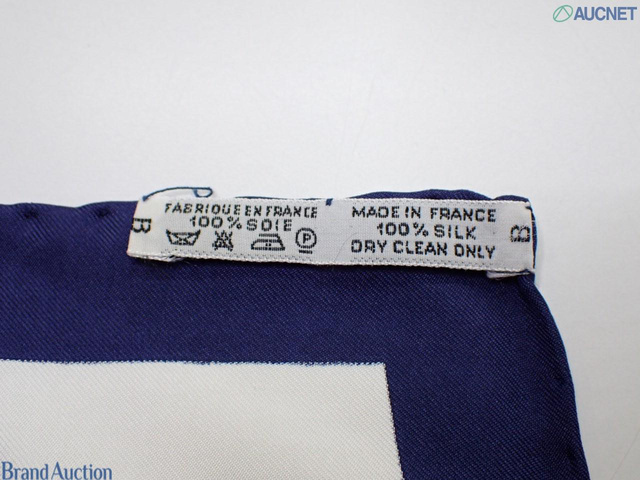 AUCNET
B
FABRIQUE EN FRANCE
100% SOIE
P
MADE IN FRANCE
100% SILK
DRY CLEAN ONLY
B
Brand Auction